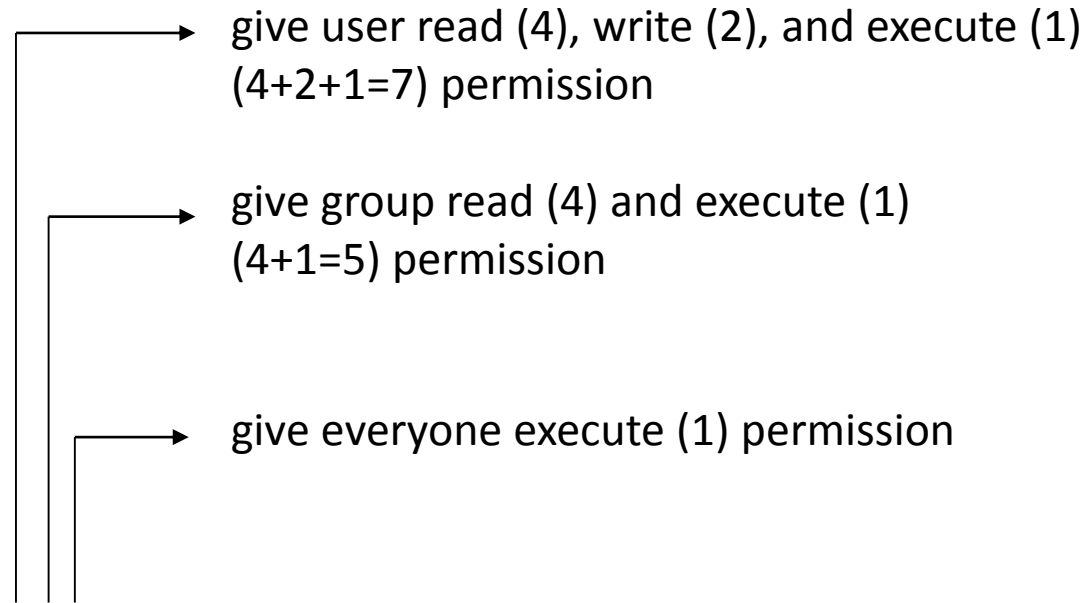 give user read (4), write (2), and execute (1)
(4+2+1=7) permission
give group read (4) and execute (1)
(4+1=5) permission
give everyone execute (1) permission